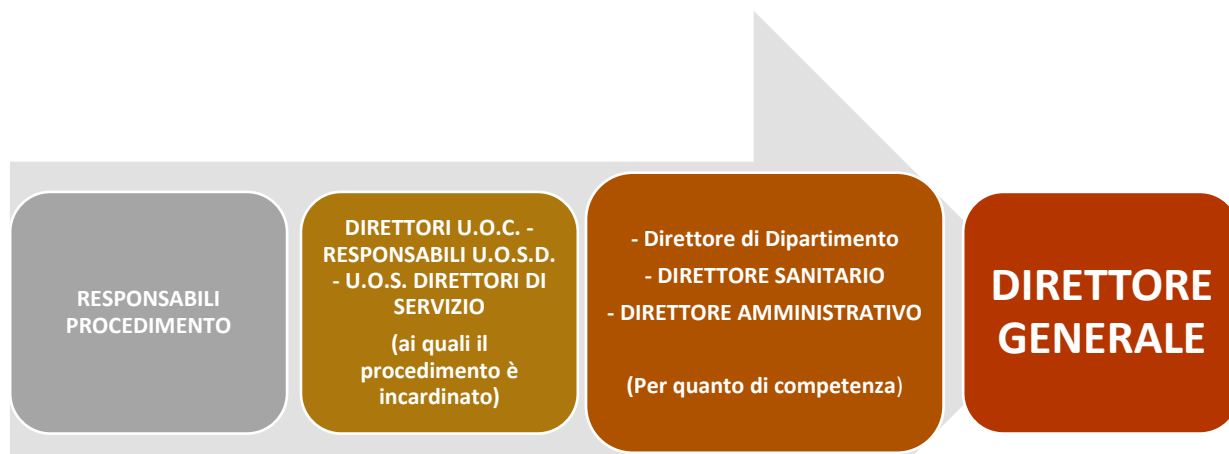 RESPONSABILI
PROCEDIMENTO
DIRETTORI U.O.C. -
RESPONSABILI U.O.S.D.
- U.O.S. DIRETTORI DI
SERVIZIO
(ai quali il
procedimento è
incardinato)
- Direttore di Dipartimento
- DIRETTORE SANITARIO
- DIRETTORE AMMINISTRATIVO
(Per quanto di competenza)
DIRETTORE
GENERALE